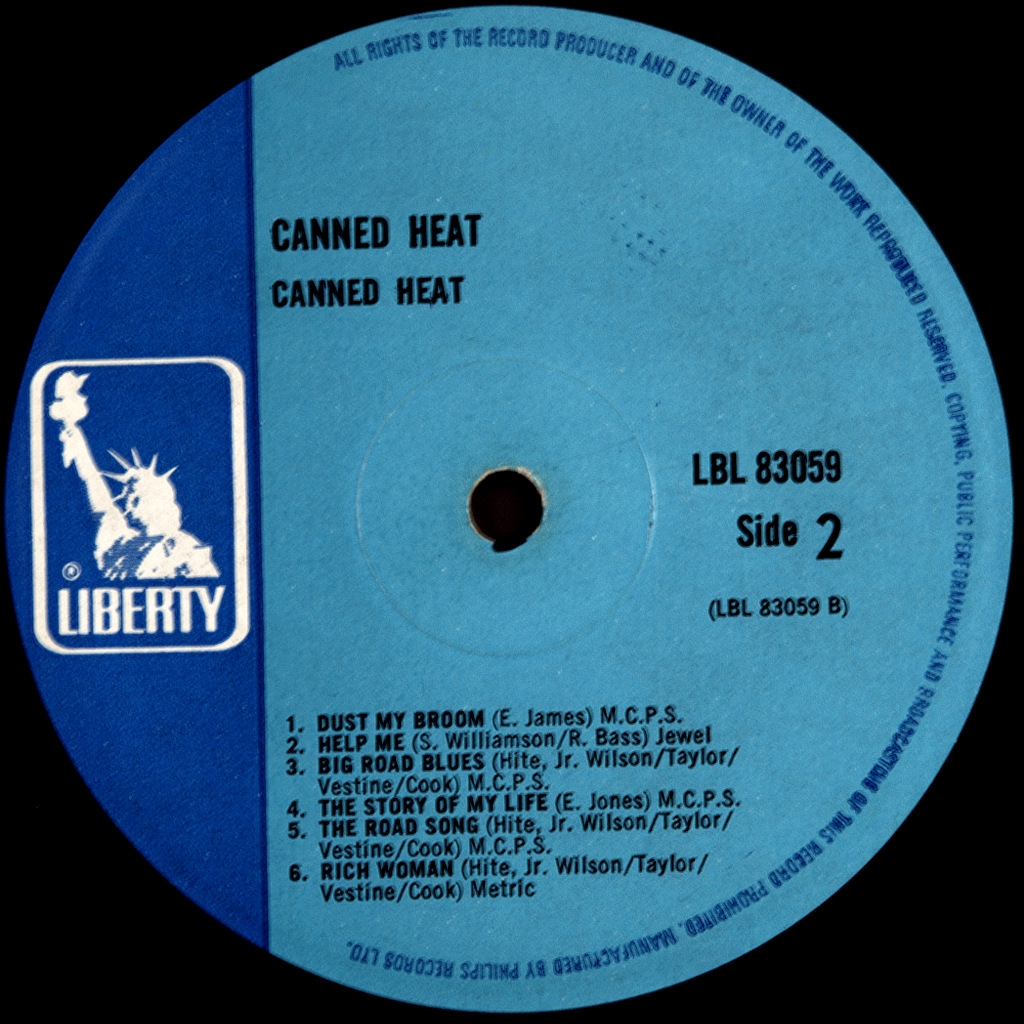 ALL RIGHTS OF THE RECORD PRODUCER AND OF THE OWNER OF THE WORK REPRODUCED RESERVED. COPYING, PUBLIC PERFORMANCE AND BROADCASTING OF THIS RECORD PROHIBITED. MANUFACTURED BY PHILIPS RECORDS LTD.
CANNED HEAT
CANNED HEAT
®
LIBERTY
LBL 83059
Side 2
(LBL 83059 B)
1. DUST MY BROOM (E. James) M.C.P.S.
2. HELP ME (S. Williamson/R. Bass) Jewel
3. BIG ROAD BLUES (Hite, Jr. Wilson/Taylor/
Vestine/Cook) M.C.P.S.
4. THE STORY OF MY LIFE (E. Jones) M.C.P.S.
5. THE ROAD SONG (Hite, Jr. Wilson/Taylor/
Vestine/Cook) M.C.P.S.
6. RICH WOMAN (Hite, Jr. Wilson/Taylor/
Vestine/Cook) Metric